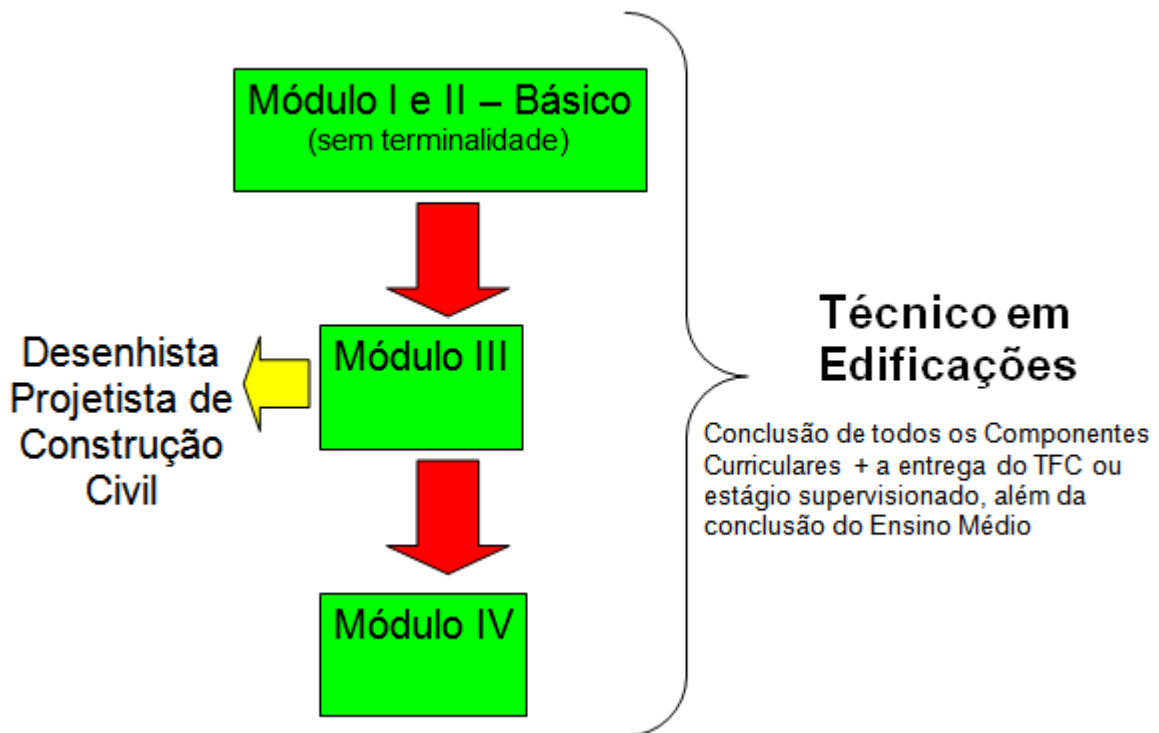 Módulo I e II – Básico
(sem terminalidade)
Desenhista
Projetista de
Construção
Civil
Módulo III
Módulo IV
Técnico em
Edificações
Conclusão de todos os Componentes
Curriculares + a entrega do TFC ou
estágio supervisionado, além da
conclusão do Ensino Médio